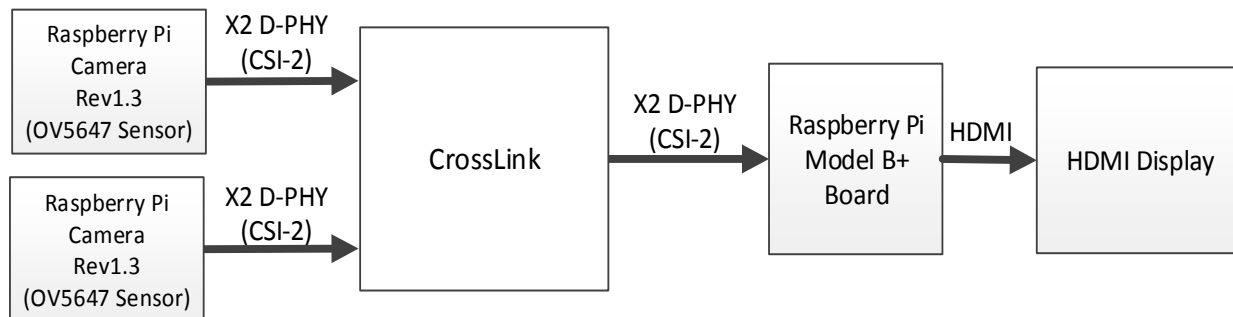 Raspberry Pi
Camera
Rev1.3
(OV5647 Sensor)
X2 D-PHY
(CSI-2)
Raspberry Pi
Camera
Rev1.3
(OV5647 Sensor)
X2 D-PHY
(CSI-2)
CrossLink
X2 D-PHY
(CSI-2)
Raspberry Pi
Model B+
Board
HDMI
HDMI Display